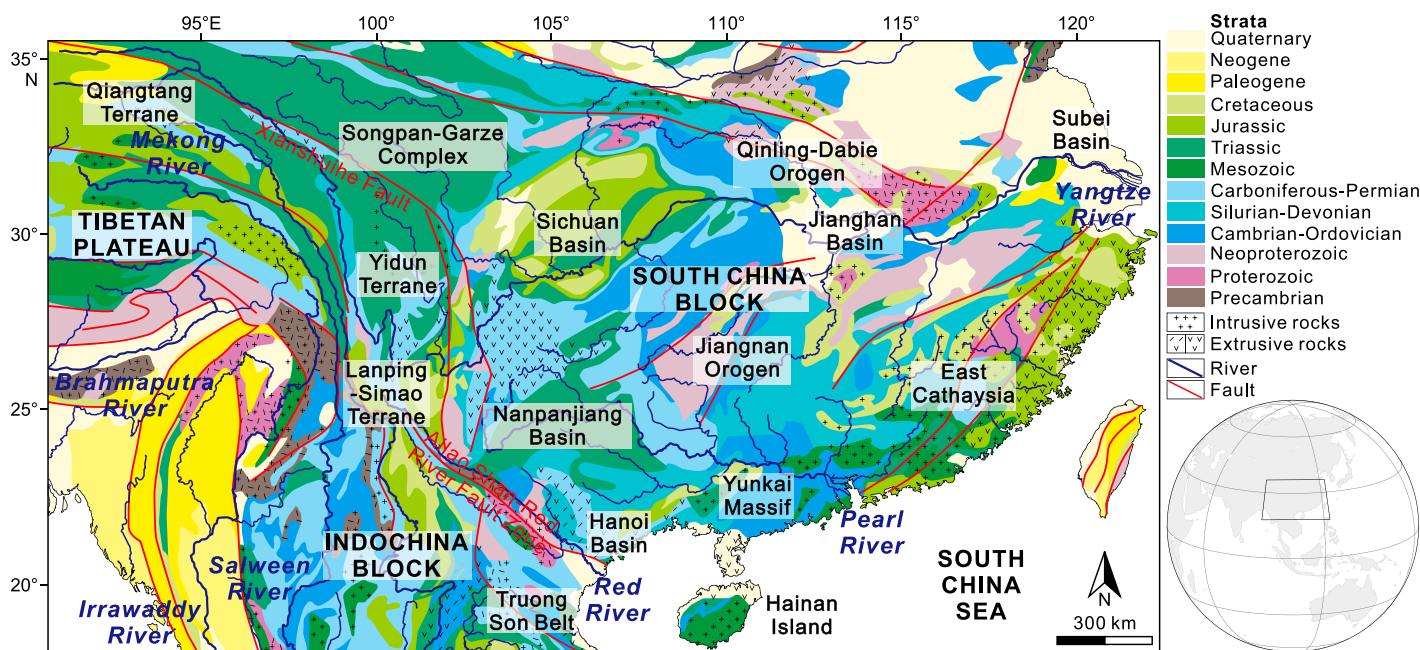 95°E
100°
105°
110°
115°
120°
35°
N
30°
25°
20°
Qiangtang
Terrane
Mekong
River
Xianshuihe Fault
Songpan-Garze
Complex
Qinling-Dabie
Orogen
Subei
Basin
Yangtze
River
TIBETAN
PLATEAU
Yidun
Terrane
Sichuan
Basin
Jianghan
Basin
SOUTH CHINA
BLOCK
Jiangnan
Orogen
East
Cathaysia
Brahmaputra
River
Lanping
-Simao
Terrane
Nanpanjiang
Basin
Ailao Shan-Red
River Fault Zone
Yunkai
Massif
Hanoi
Basin
Pearl
River
INDOCHINA
BLOCK
Salween
River
Irrawaddy
River
Truong
Son Belt
Red
River
Hainan
Island
SOUTH
CHINA
SEA
N
300 km
Strata
Quaternary
Neogene
Paleogene
Cretaceous
Jurassic
Triassic
Mesozoic
Carboniferous-Permian
Silurian-Devonian
Cambrian-Ordovician
Neoproterozoic
Proterozoic
Precambrian
Intrusive rocks
Extrusive rocks
River
Fault